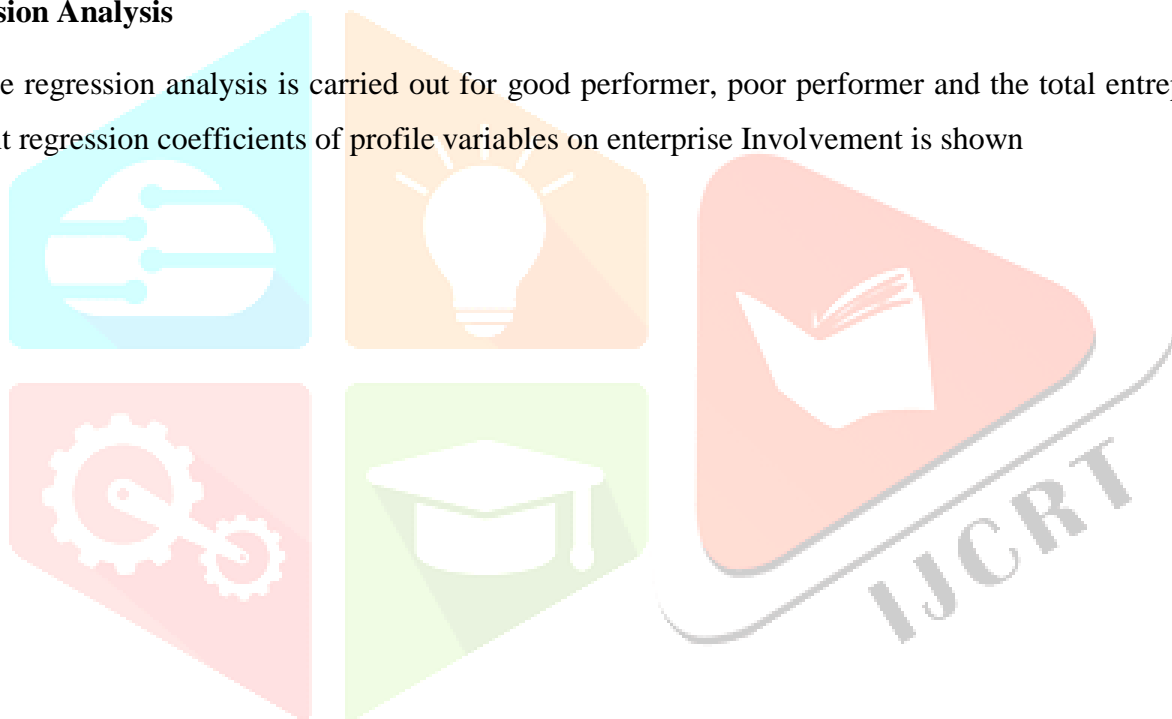 sion Analysis
e regression analysis is carried out for good performer, poor performer and the total entrep
t regression coefficients of profile variables on enterprise Involvement is shown
IJCRT